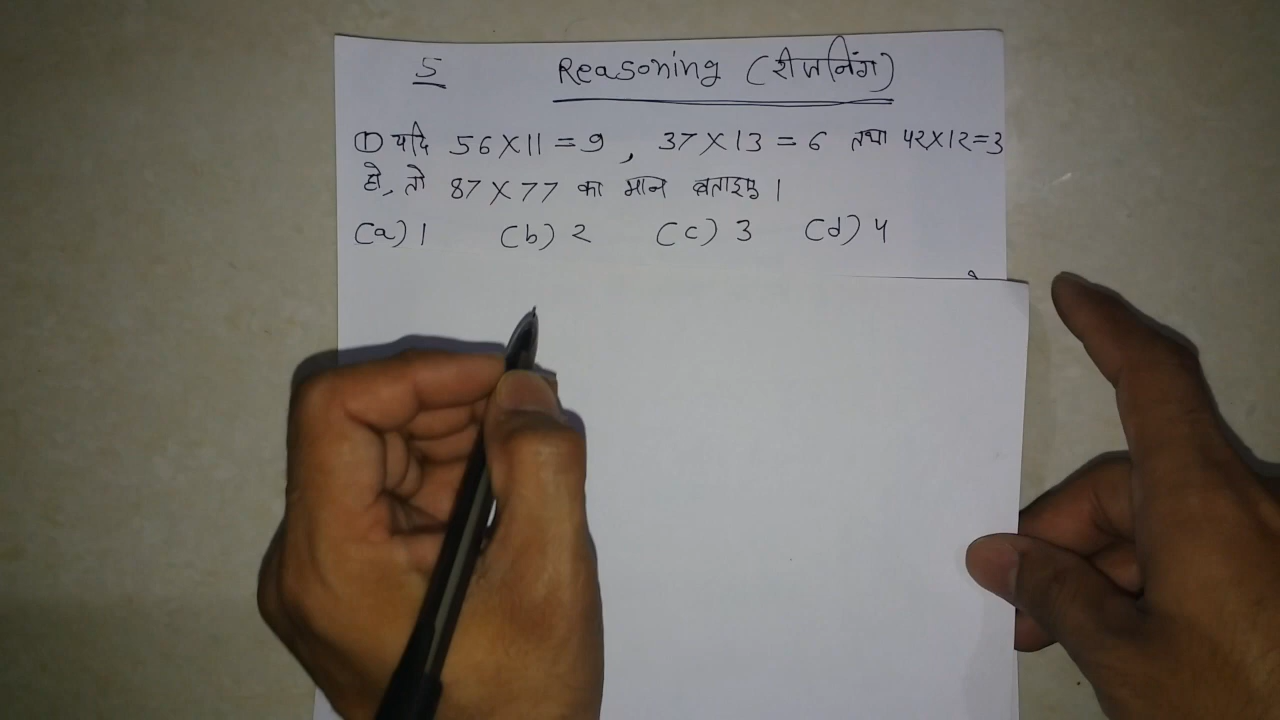 5 Reasoning (रीजनिंग)
① यदि 56×11=9, 37×13=6 तथा 42×12=3
हो, तो 87×77 का मान बताइए।
(a) 1 (b) 2 (c) 3 (d) 4